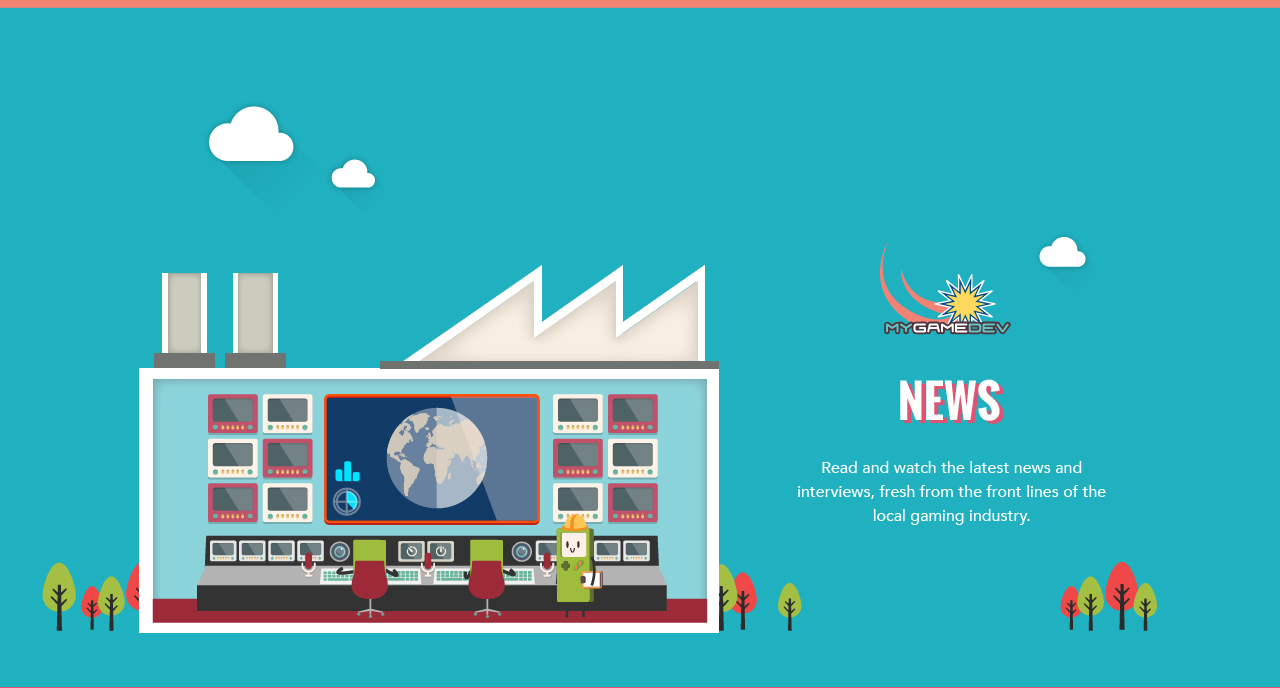 MYGAMEDEV
NEWS
Read and watch the latest news and
interviews, fresh from the front lines of the
local gaming industry.